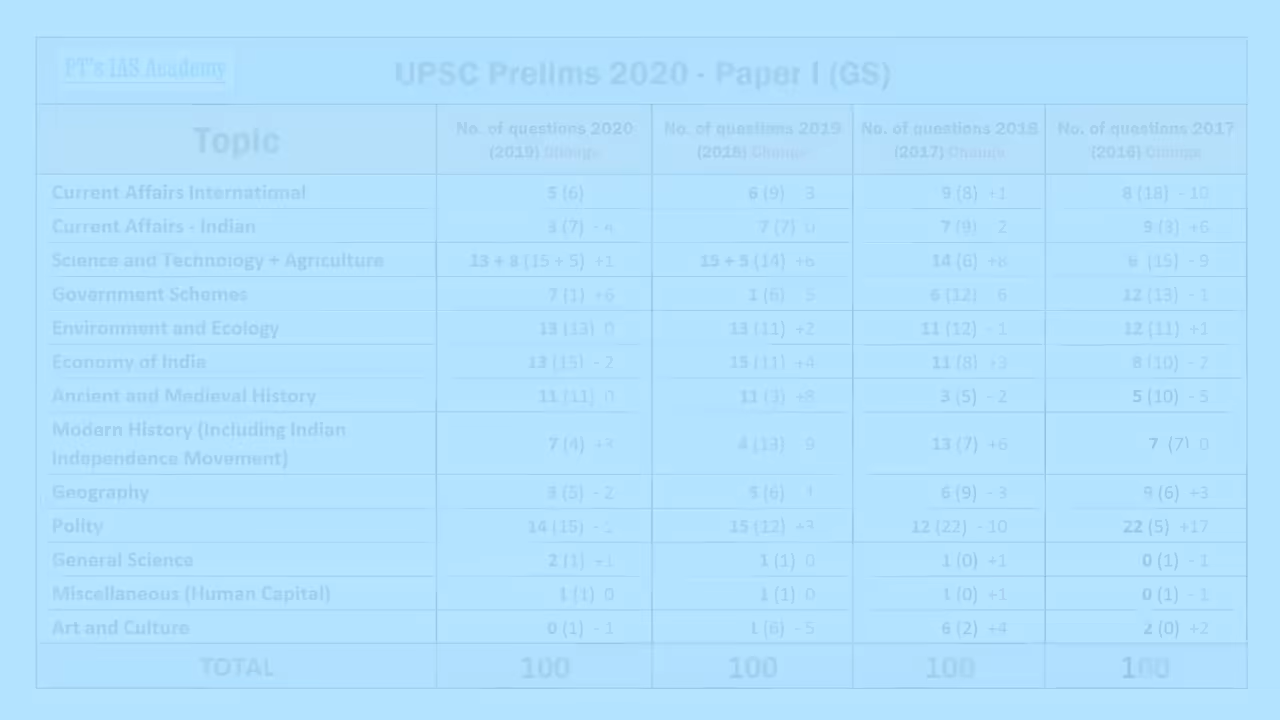 PT's IAS Academy
UPSC Prelims 2020 - Paper I (GS)
Topic
No. of questions 2020
(2019) Change
No. of questions 2019
(2018) Change
No. of questions 2018
(2017) Change
No. of questions 2017
(2016) Change
Current Affairs International 5 (6) 6 (9) 3 9 (8) +1 8 (18) - 10
Current Affairs - Indian 3 (7) - 4 7 (7) 0 7 (9) 2 9 (3) +6
Science and Technology + Agriculture 13 + 8 (15 + 5) +1 15 + 5 (14) +6 14 (6) +8 6 (15) - 9
Government Schemes 7 (1) +6 1 (6) 5 6 (12) 6 12 (13) - 1
Environment and Ecology 13 (13) 0 13 (11) +2 11 (12) - 1 12 (11) +1
Economy of India 13 (15) - 2 15 (11) +4 11 (8) +3 8 (10) - 2
Ancient and Medieval History 11 (11) 0 11 (3) +8 3 (5) - 2 5 (10) - 5
Modern History (Including Indian
Independence Movement) 7 (4) +3 4 (13) 9 13 (7) +6 7 (7) 0
Geography 3 (5) - 2 5 (6) 1 6 (9) - 3 9 (6) +3
Polity 14 (15) - 1 15 (12) +3 12 (22) - 10 22 (5) +17
General Science 2 (1) +1 1 (1) 0 1 (0) +1 0 (1) - 1
Miscellaneous (Human Capital) 1 (1) 0 1 (1) 0 1 (0) +1 0 (1) - 1
Art and Culture 0 (1) - 1 1 (6) - 5 6 (2) +4 2 (0) +2
TOTAL 100 100 100 100